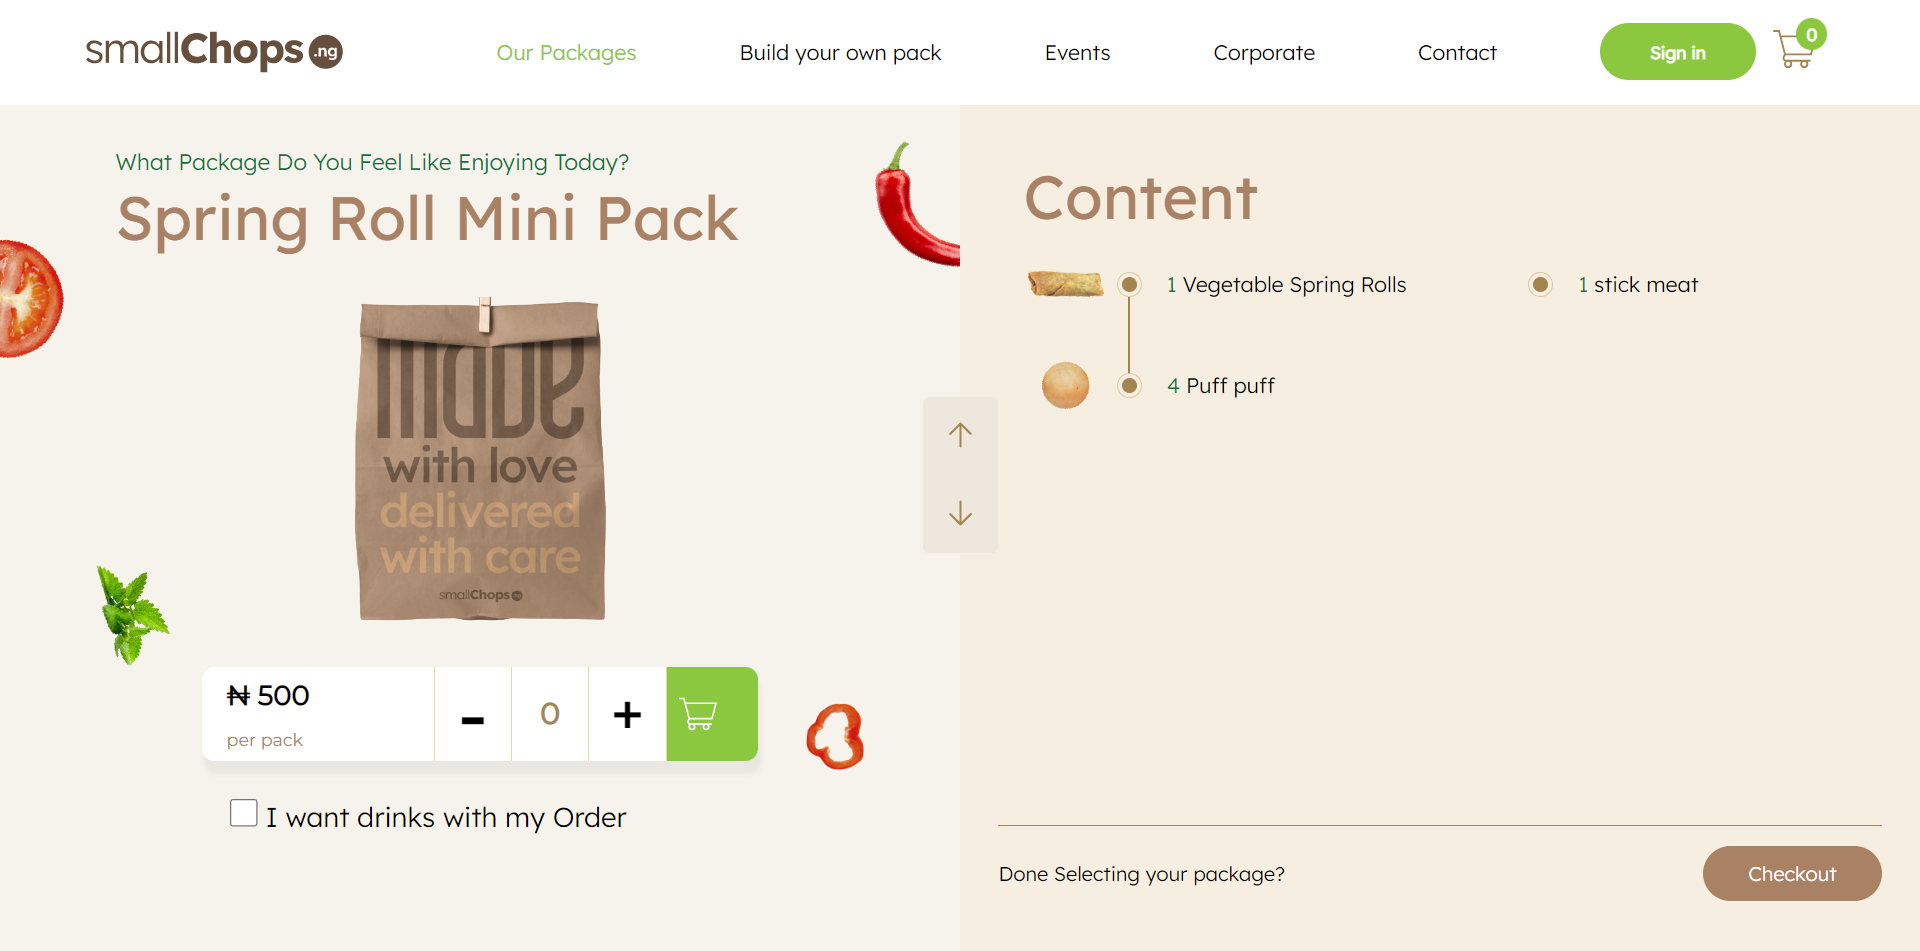 smallChops.ng
Our Packages
Build your own pack
Events
Corporate
Contact
Sign in
0
What Package Do You Feel Like Enjoying Today?
Spring Roll Mini Pack
made
with love
delivered
with care
smallChops.ng
₦ 500
per pack
-
0
+
I want drinks with my Order
Content
1 Vegetable Spring Rolls
1 stick meat
4 Puff puff
Done Selecting your package?
Checkout